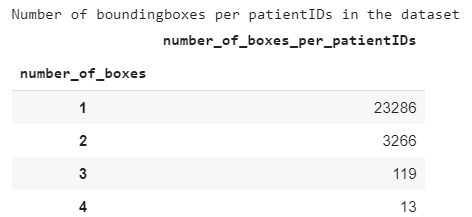 Number of boundingboxes per patientIDs in the dataset
number_of_boxes_per_patientIDs
number_of_boxes
1 23286
2 3266
3 119
4 13